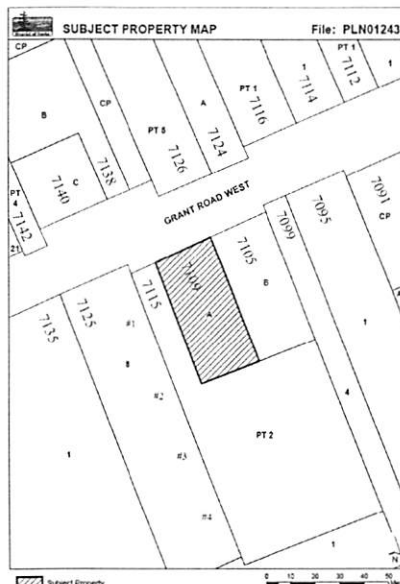 SUBJECT PROPERTY MAP File: PLN01243
CP
B
CP
PT 5
7126
A
7124
PT 1
7116
1
7114
PT 1
7112
1
C
7140
7138
PT
4
7142
21
GRANT ROAD WEST
7091
CP
7095
7099
7105
B
7109
A
7115
7125
7135
#1
8
#2
#3
#4
1
1
4
PT 2
1
N
Subject Property
0 10 20 30 40 50